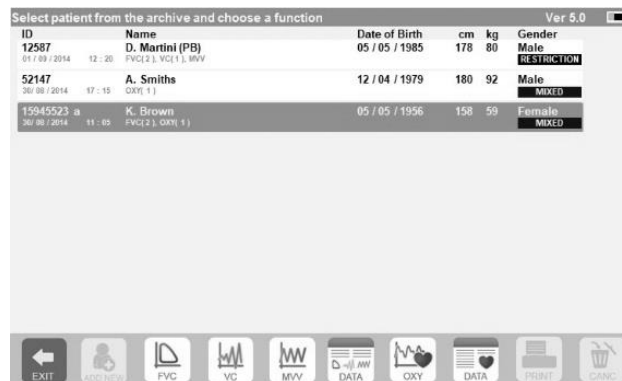 Select patient from the archive and choose a function Ver 5.0
ID Name Date of Birth cm kg Gender
12587 D. Martini (PB) 05 / 05 / 1985 178 80 Male
01 / 09 / 2014 12 : 20 FVC( 2 ), VC( 1 ), MVV RESTRICTION
52147 A. Smiths 12 / 04 / 1979 180 92 Male
30/ 08 / 2014 17 : 15 OXY( 1 ) MIXED
15945523 a K. Brown 05 / 05 / 1956 158 59 Female
30/ 08 / 2014 11 : 05 FVC( 2 ), OXY( 1 ) MIXED
EXIT ADD NEW FVC VC MVV DATA OXY DATA PRINT CANC